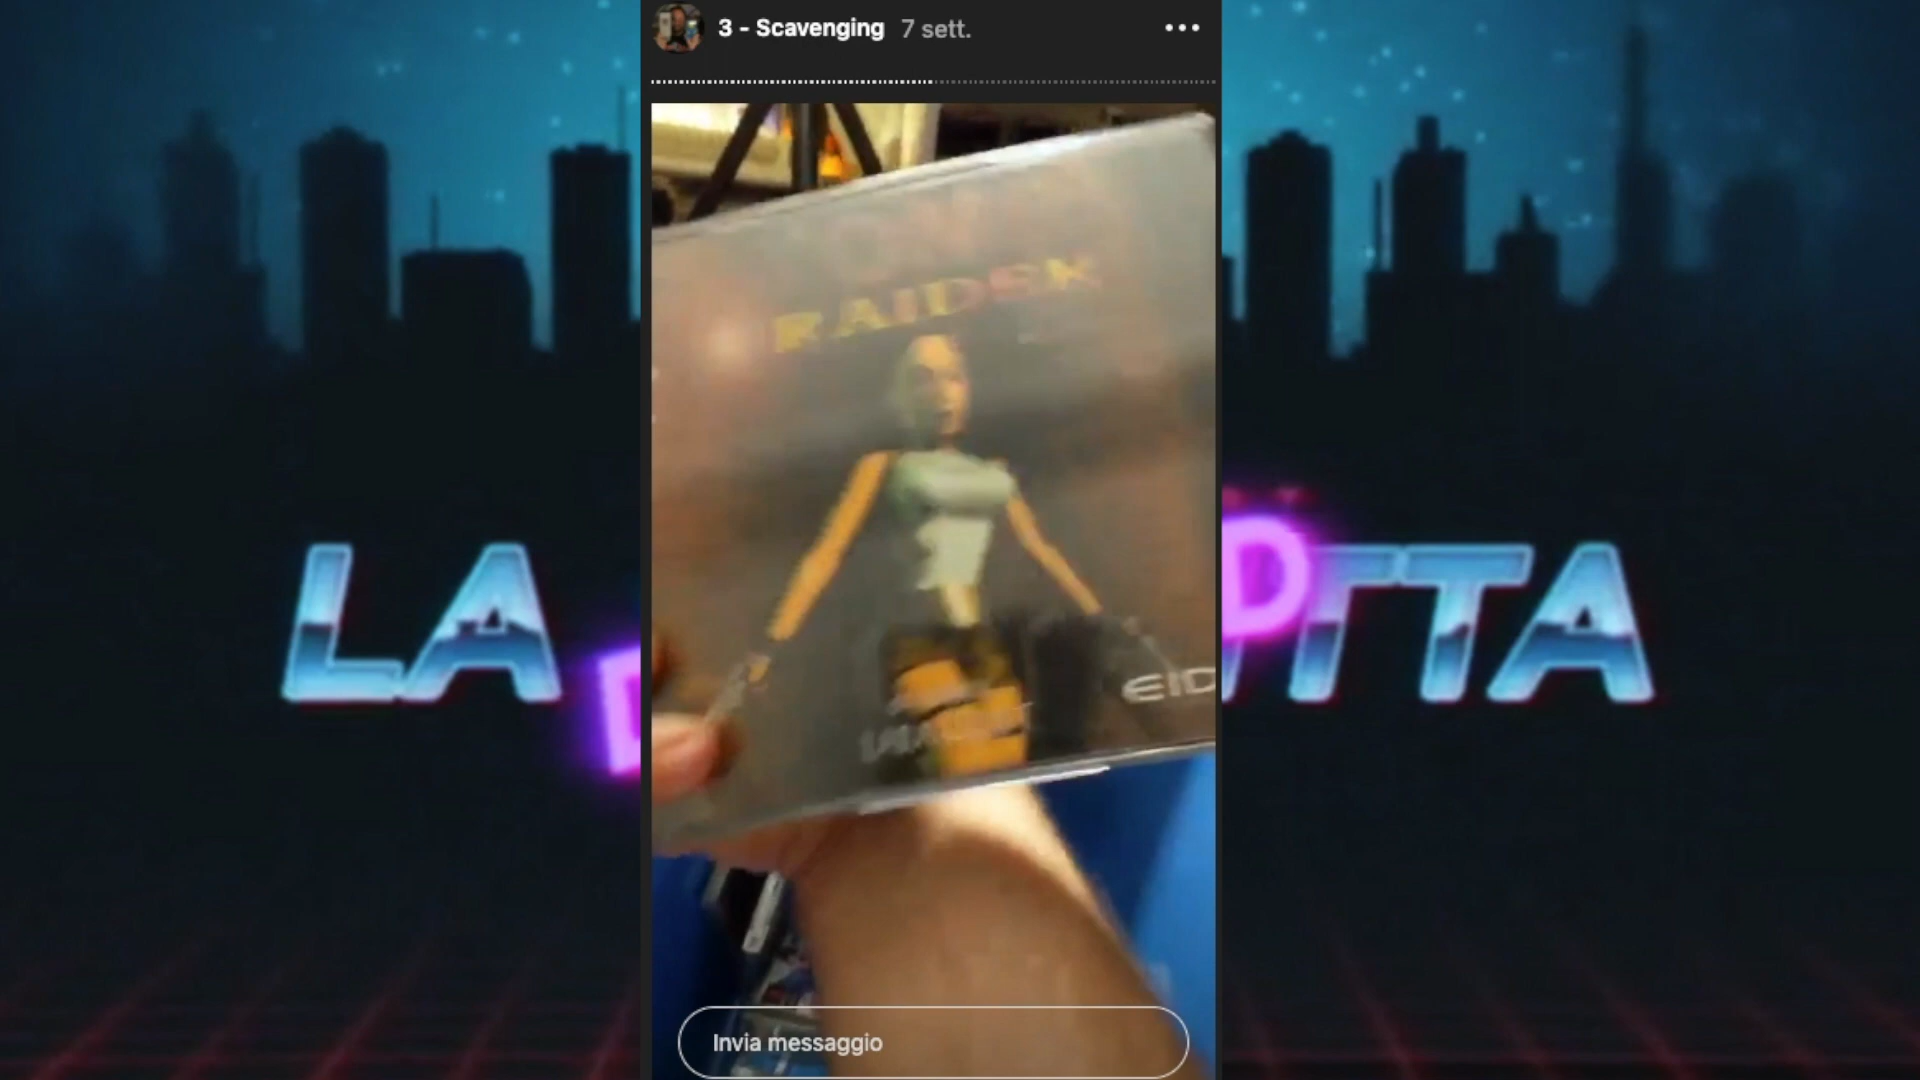 3 - Scavenging 7 sett.
RAIDER
LA
TTA
EID
Invia messaggio